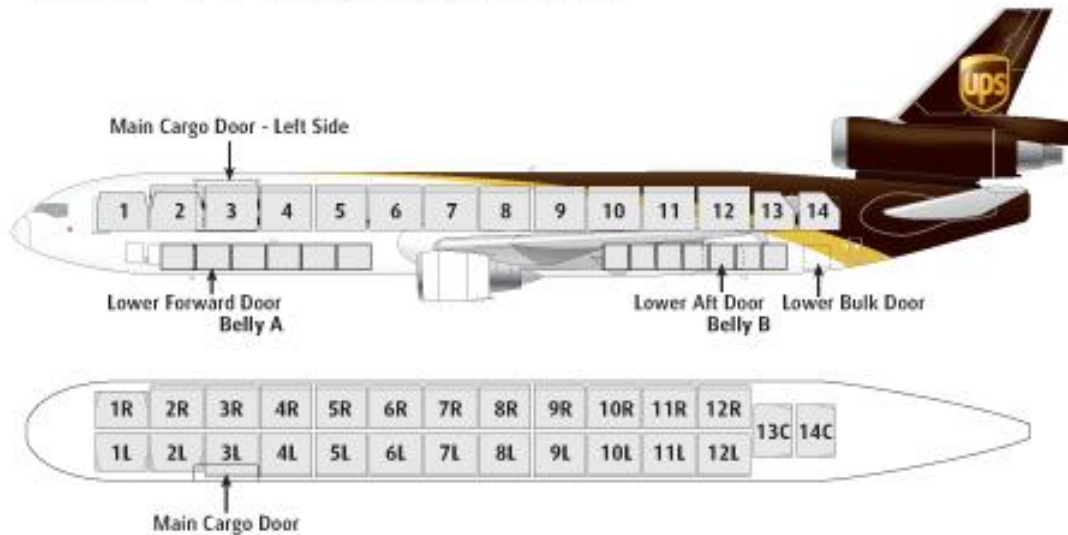 ups
Main Cargo Door - Left Side
1 2 3 4 5 6 7 8 9 10 11 12 13 14
Lower Forward Door
Belly A
Lower Aft Door
Belly B
Lower Bulk Door
1R 2R 3R 4R 5R 6R 7R 8R 9R 10R 11R 12R
13C 14C
1L 2L 3L 4L 5L 6L 7L 8L 9L 10L 11L 12L
Main Cargo Door